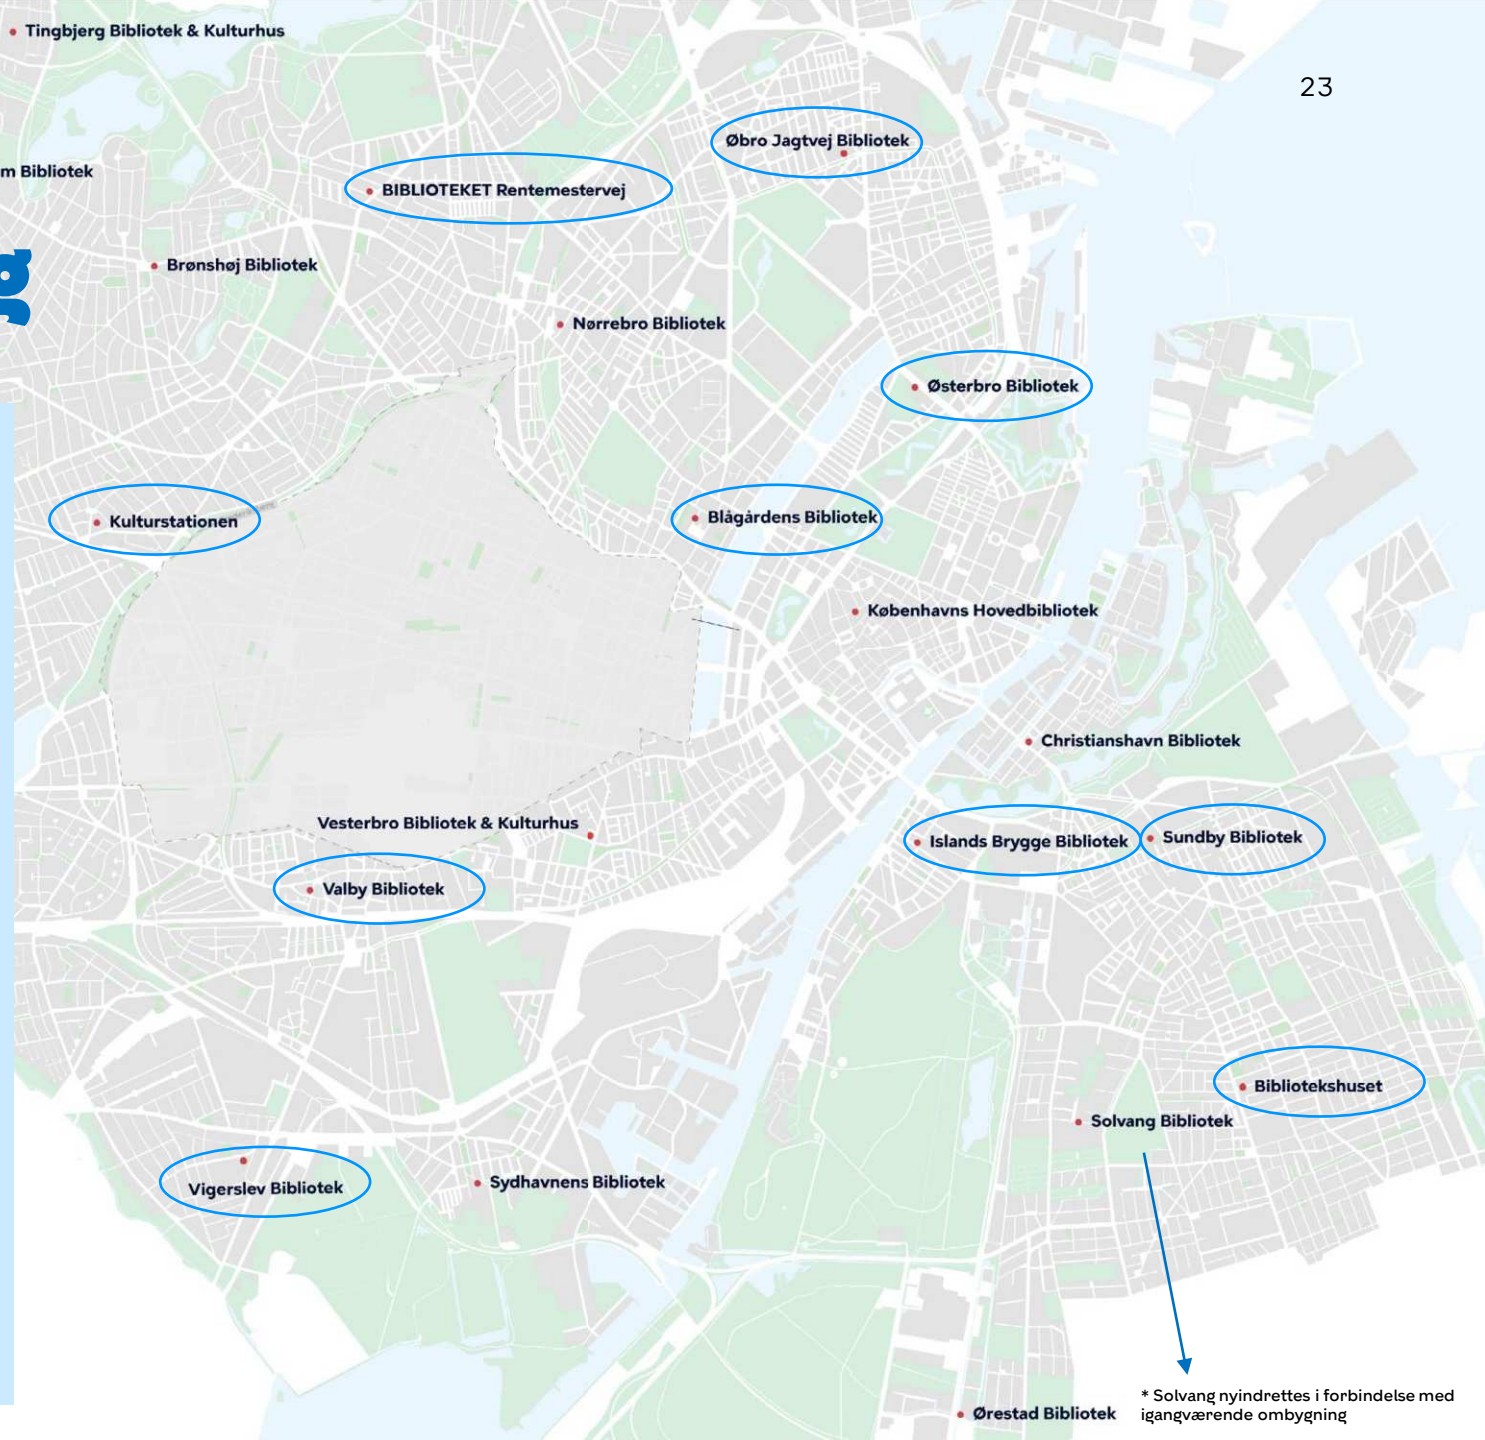 Tingbjerg Bibliotek & Kulturhus
23
Øbro Jagtvej Bibliotek
m Bibliotek
BIBLIOTEKET Rentemestervej
g
Brønshøj Bibliotek
Nørrebro Bibliotek
Østerbro Bibliotek
Kulturstationen
Blågårdens Bibliotek
Københavns Hovedbibliotek
Christianshavn Bibliotek
Vesterbro Bibliotek & Kulturhus
Islands Brygge Bibliotek
Sundby Bibliotek
Valby Bibliotek
Bibliotekshuset
Solvang Bibliotek
Vigerslev Bibliotek
Sydhavnens Bibliotek
Ørestad Bibliotek
* Solvang nyindrettes i forbindelse med
igangværende ombygning